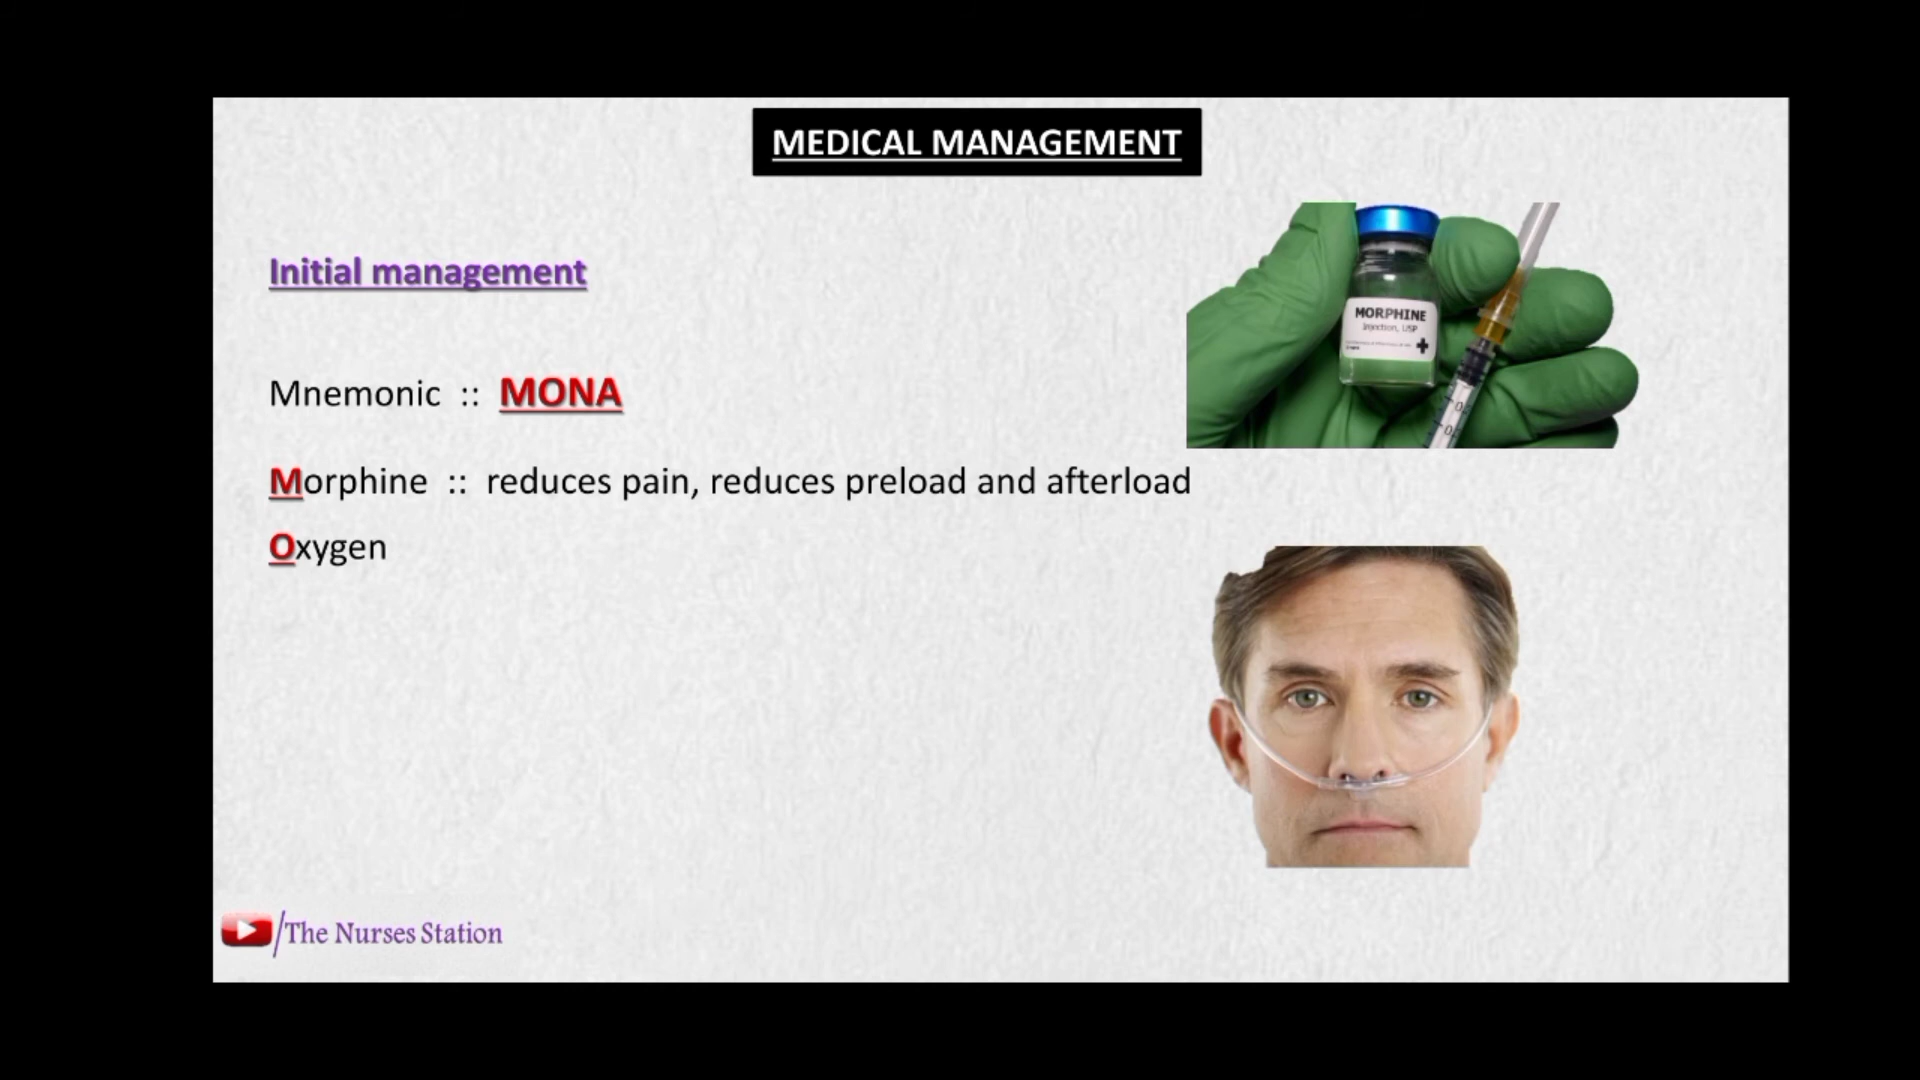 MEDICAL MANAGEMENT
Initial management
Mnemonic :: MONA
Morphine :: reduces pain, reduces preload and afterload
Oxygen
MORPHINE
Injection, USP
/The Nurses Station